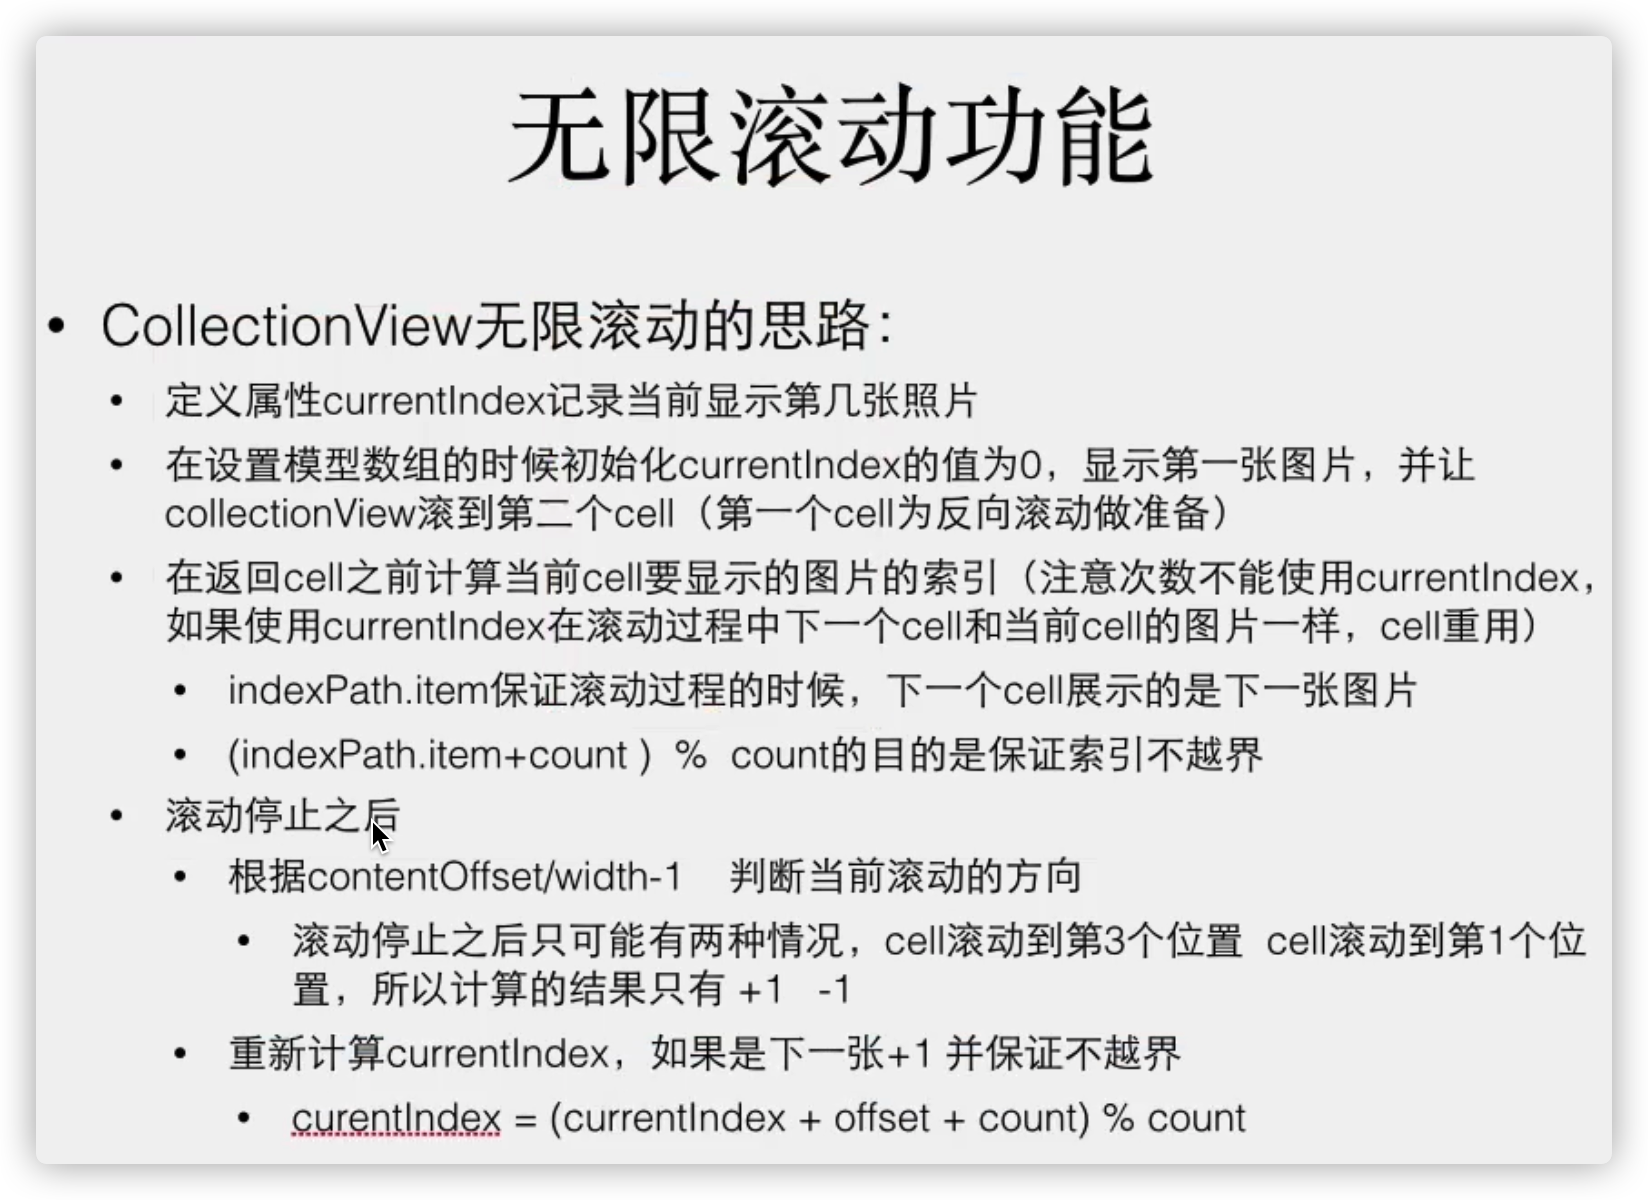 无限滚动功能
• CollectionView无限滚动的思路：
• 定义属性currentIndex记录当前显示第几张照片
• 在设置模型数组的时候初始化currentIndex的值为0，显示第一张图片，并让
collectionView滚到第二个cell（第一个cell为反向滚动做准备）
• 在返回cell之前计算当前cell要显示的图片的索引（注意次数不能使用currentIndex，
如果使用currentIndex在滚动过程中下一个cell和当前cell的图片一样，cell重用）
• indexPath.item保证滚动过程的时候，下一个cell展示的是下一张图片
• (indexPath.item+count ) % count的目的是保证索引不越界
• 滚动停止之后
• 根据contentOffset/width-1 判断当前滚动的方向
• 滚动停止之后只可能有两种情况，cell滚动到第3个位置 cell滚动到第1个位
置，所以计算的结果只有 +1 -1
• 重新计算currentIndex，如果是下一张+1 并保证不越界
• curentIndex = (currentIndex + offset + count) % count